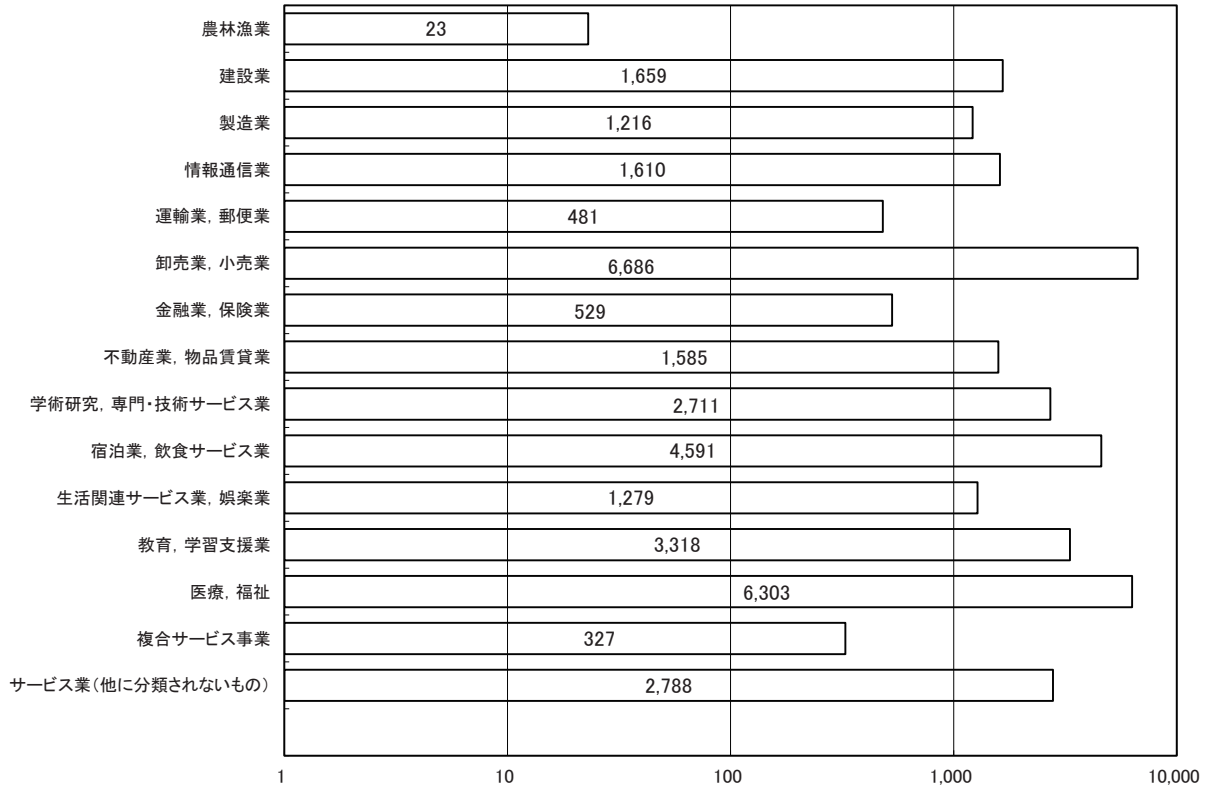 農林漁業 23
建設業 1,659
製造業 1,216
情報通信業 1,610
運輸業, 郵便業 481
卸売業, 小売業 6,686
金融業, 保険業 529
不動産業, 物品賃貸業 1,585
学術研究, 専門・技術サービス業 2,711
宿泊業, 飲食サービス業 4,591
生活関連サービス業, 娯楽業 1,279
教育, 学習支援業 3,318
医療, 福祉 6,303
複合サービス事業 327
サービス業（他に分類されないもの） 2,788
1 10 100 1,000 10,000